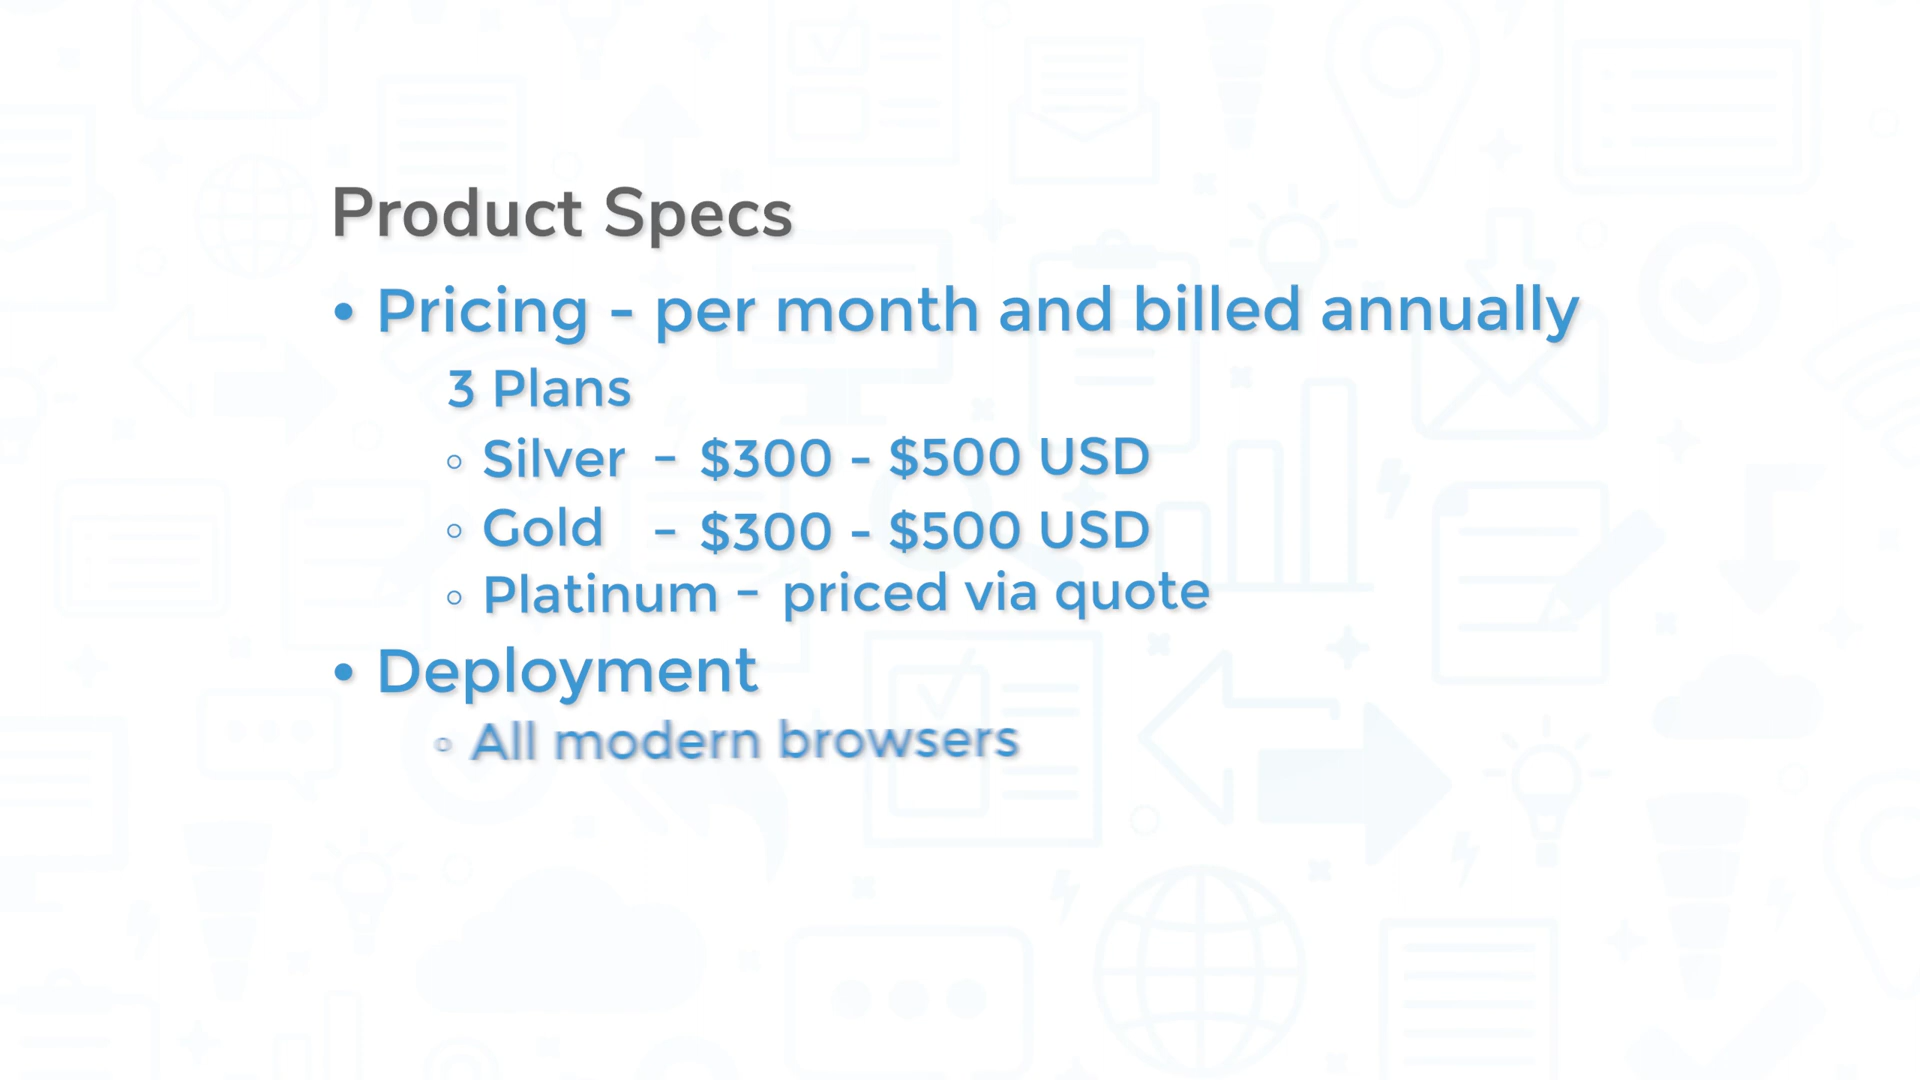 Product Specs
• Pricing - per month and billed annually
3 Plans
◦ Silver - $300 - $500 USD
◦ Gold - $300 - $500 USD
◦ Platinum - priced via quote
• Deployment
◦ All modern browsers